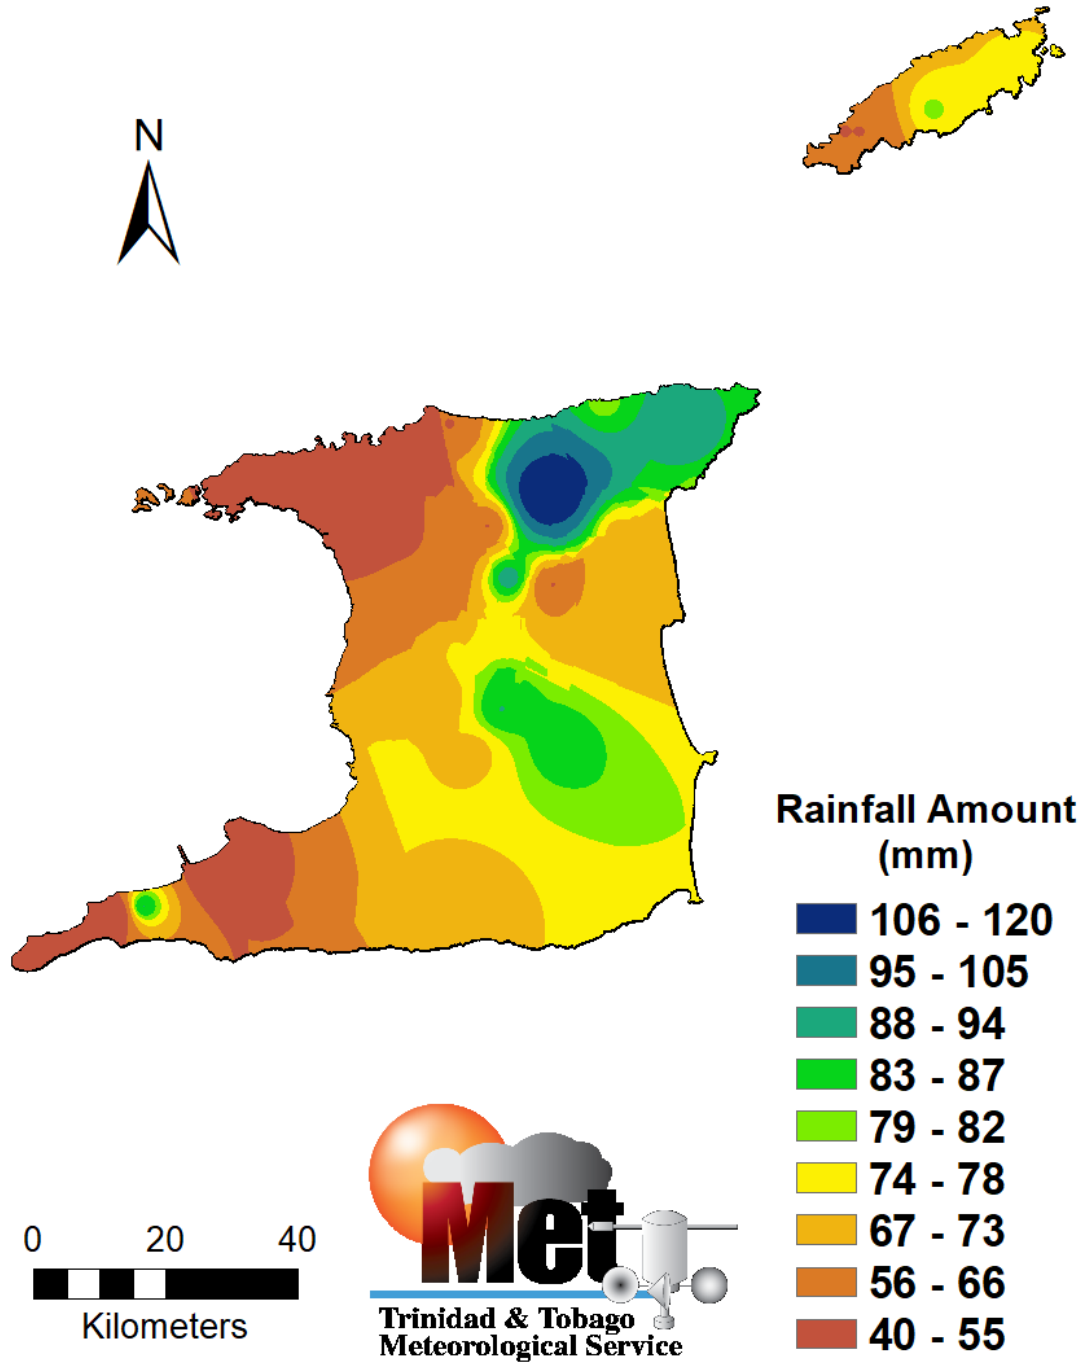 N
Rainfall Amount
(mm)
106 - 120
95 - 105
88 - 94
83 - 87
79 - 82
74 - 78
67 - 73
56 - 66
40 - 55
0 20 40
Kilometers
Met
Trinidad & Tobago
Meteorological Service